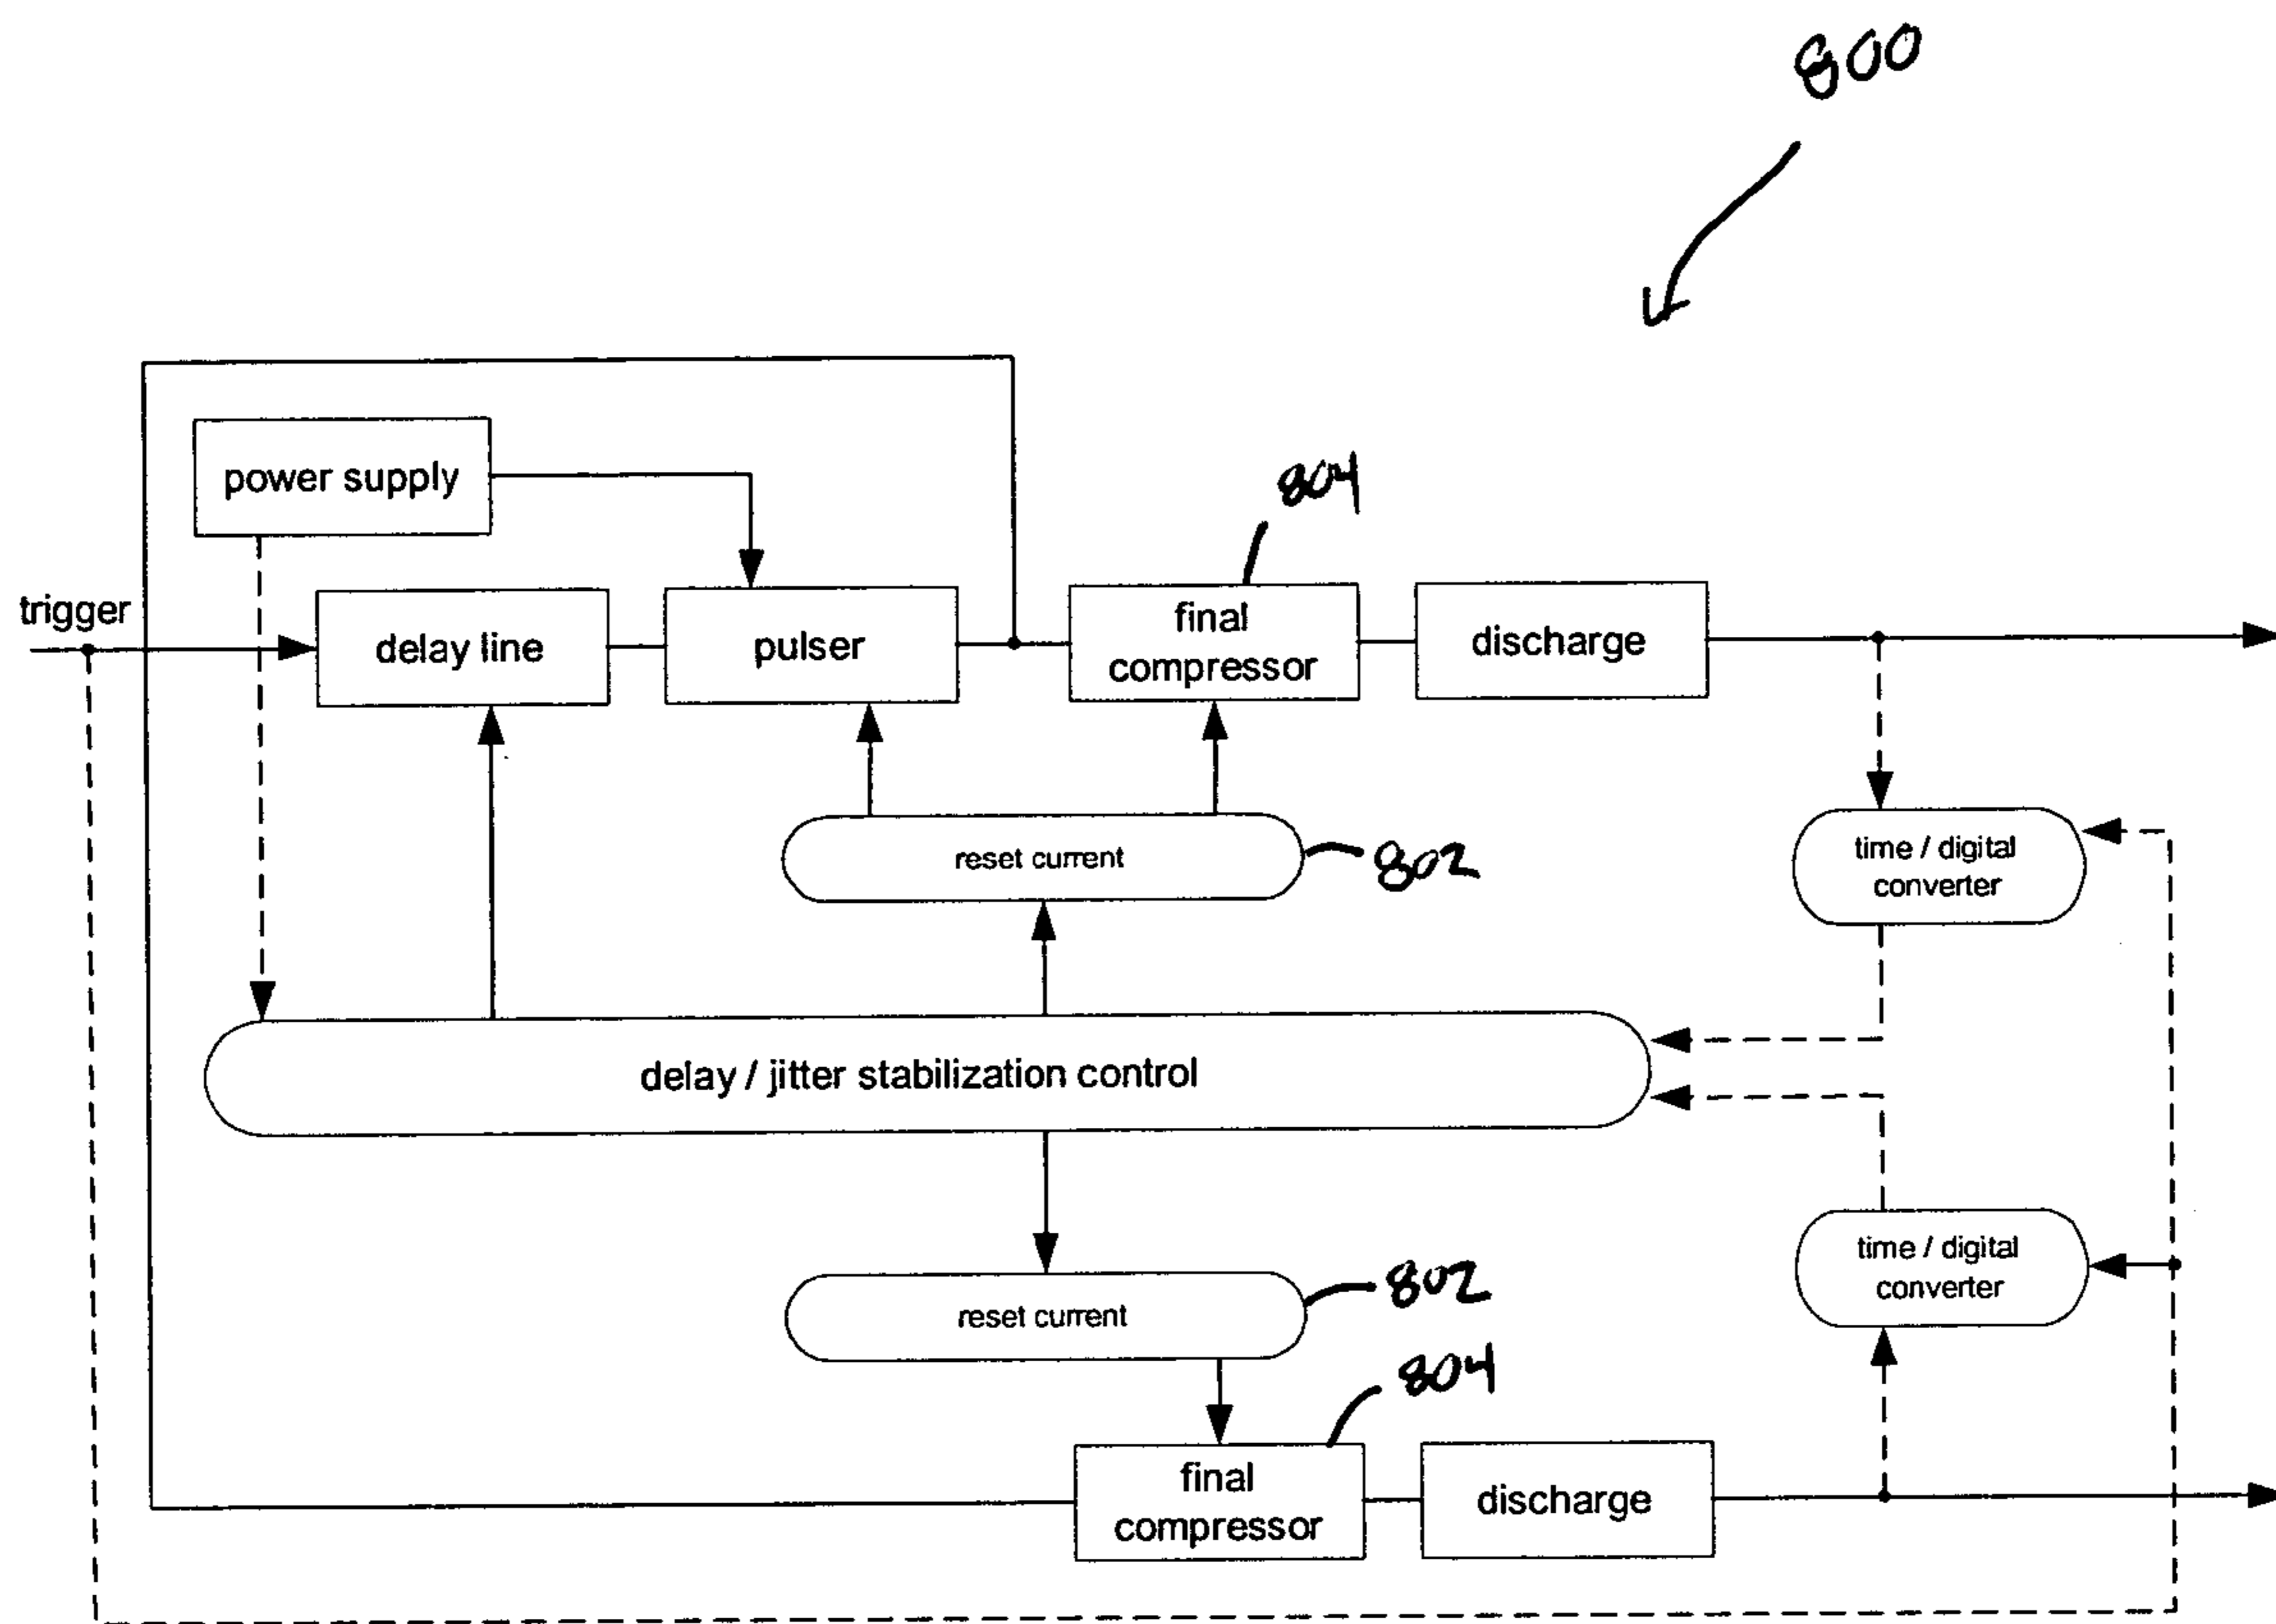 800
power supply
804
trigger
delay line
pulser
final
compressor
discharge
reset current
802
time / digital
converter
delay / jitter stabilization control
time / digital
converter
reset current
802
804
final
compressor
discharge